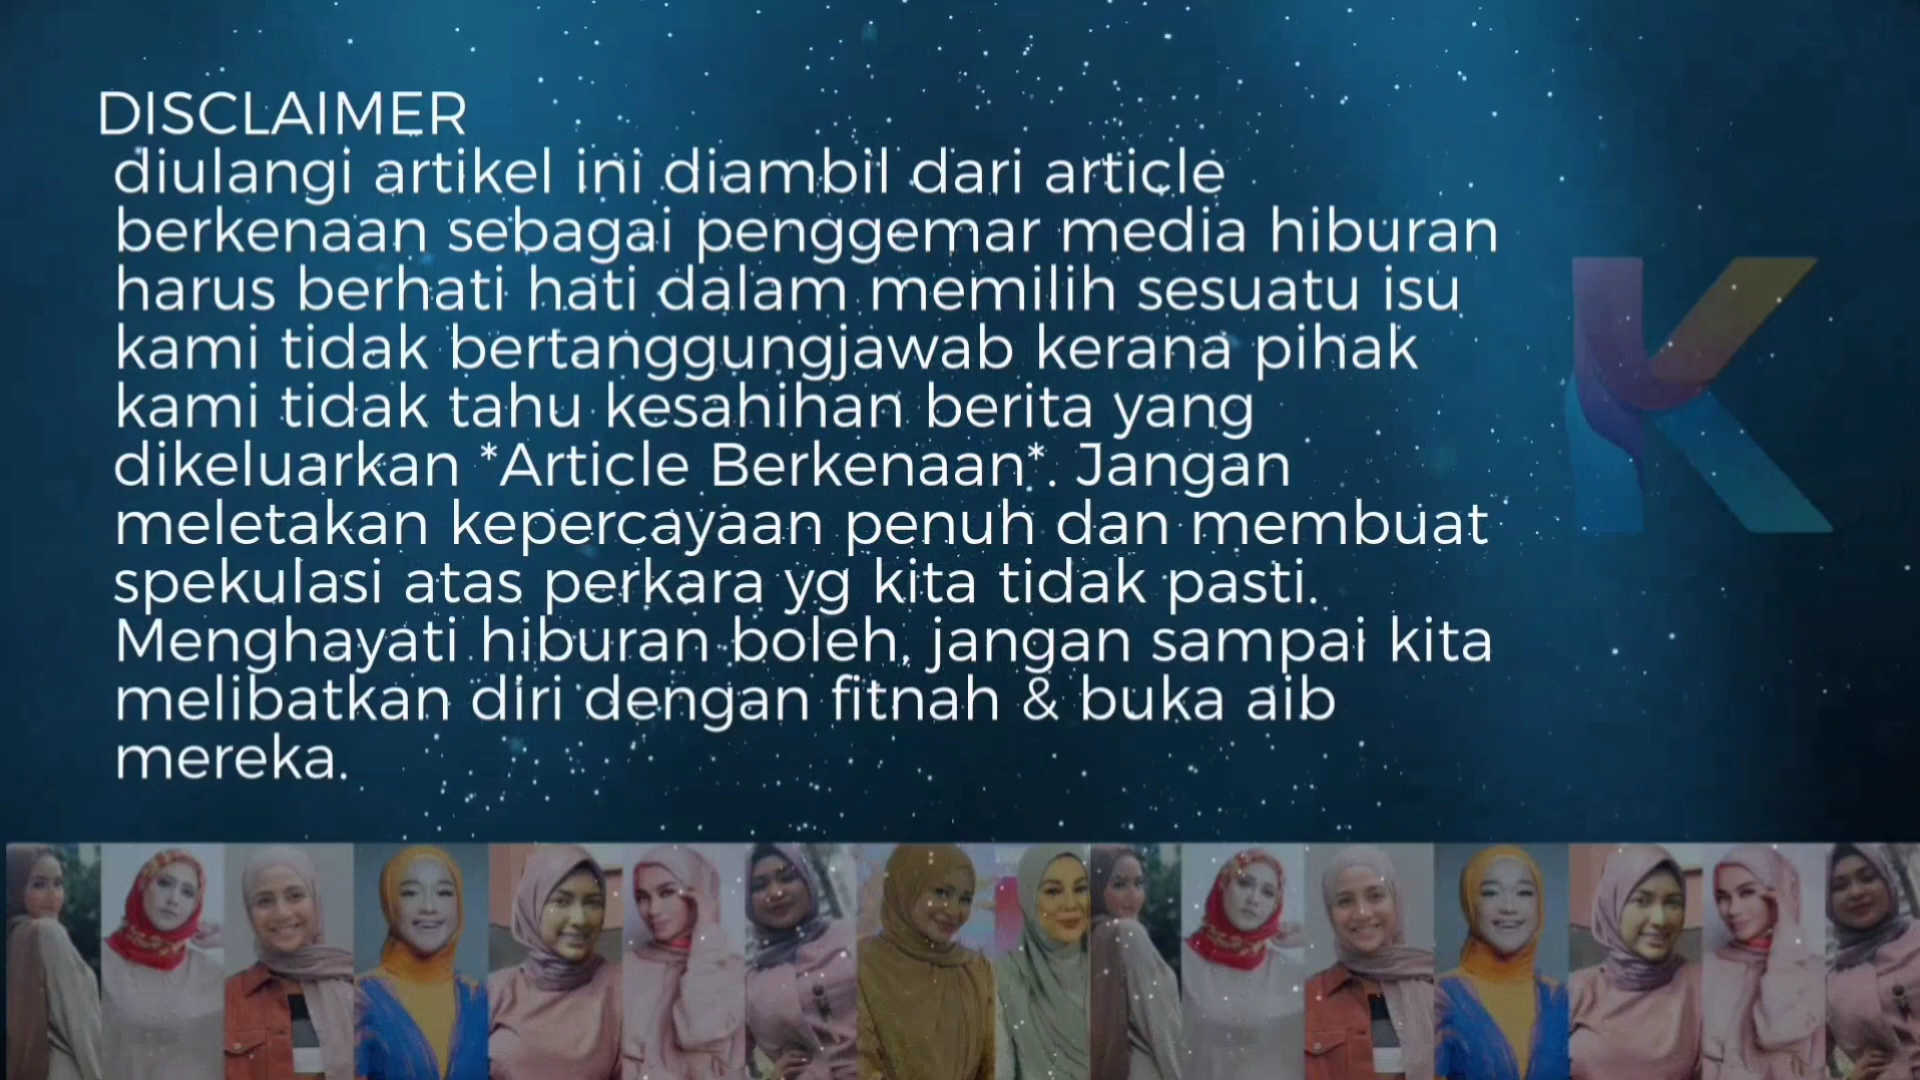 DISCLAIMER
diulangi artikel ini diambil dari article
berkenaan sebagai penggemar media hiburan
harus berhati hati dalam memilih sesuatu isu
kami tidak bertanggungjawab kerana pihak
kami tidak tahu kesahihan berita yang
dikeluarkan *Article Berkenaan*. Jangan
meletakan kepercayaan penuh dan membuat
spekulasi atas perkara yg kita tidak pasti.
Menghayati hiburan boleh, jangan sampai kita
melibatkan diri dengan fitnah & buka aib
mereka.
K